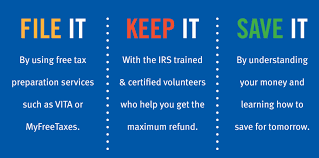 FILE IT
By using free tax
preparation services
such as VITA or
MyFreeTaxes.
KEEP IT
With the IRS trained
& certified volunteers
who help you get the
maximum refund.
SAVE IT
By understanding
your money and
learning how to
save for tomorrow.